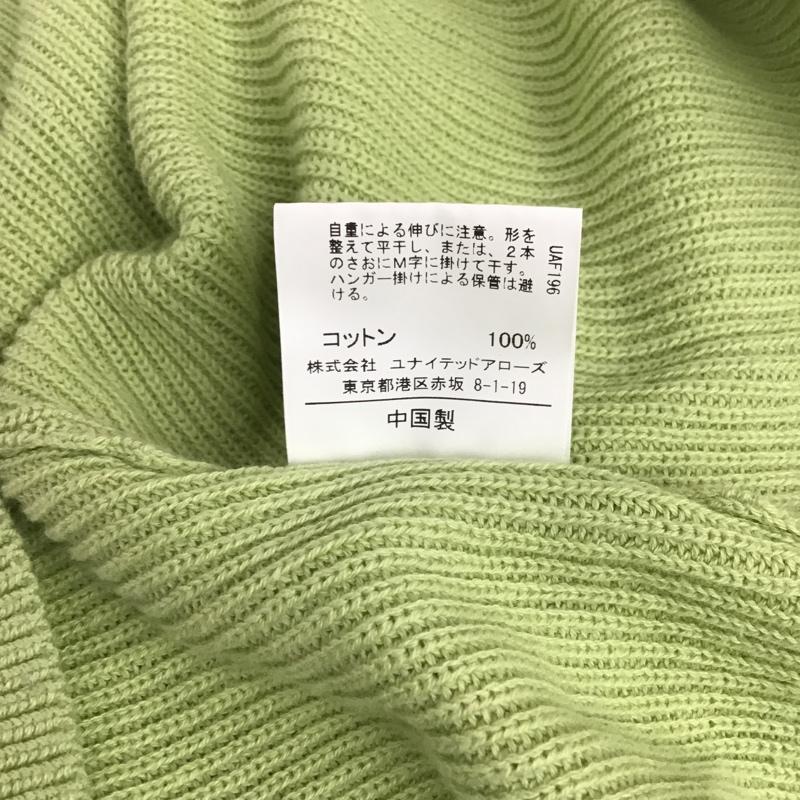 自重による伸びに注意。形を
整えて平干し、または、2本
のさおにM字に掛けて干す。
ハンガー掛けによる保管は避
ける。
UAF196
コットン 100%
株式会社 ユナイテッドアローズ
東京都港区赤坂 8-1-19
中国製